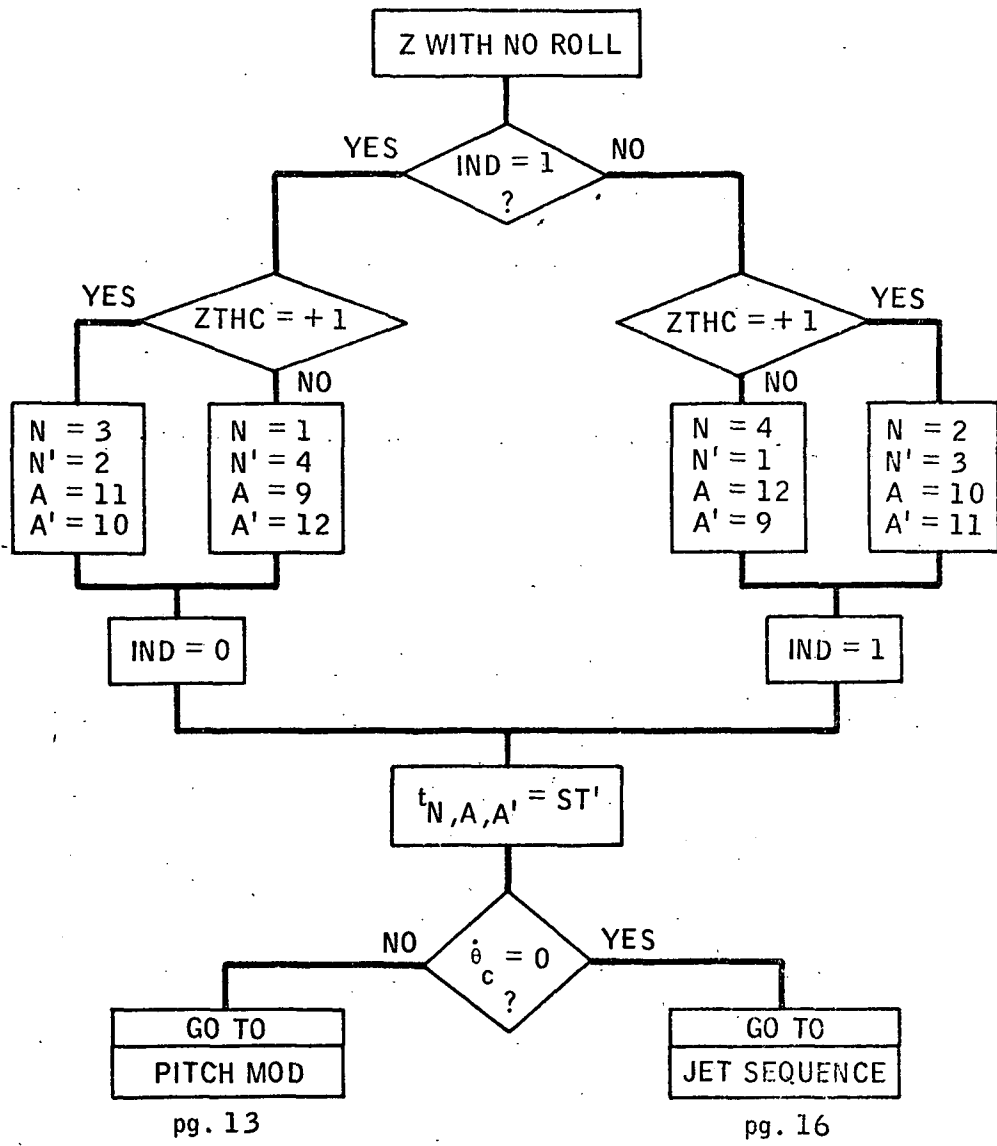 Z WITH NO ROLL
YES
IND = 1
?
NO
YES
ZTHC = + 1
NO
ZTHC = + 1
YES
NO
N = 3
N' = 2
A = 11
A' = 10
N = 1
N' = 4
A = 9
A' = 12
N = 4
N' = 1
A = 12
A' = 9
N = 2
N' = 3
A = 10
A' = 11
IND = 0
IND = 1
t N,A,A' = ST'
NO
θ̇ c = 0
?
YES
GO TO
PITCH MOD
pg. 13
GO TO
JET SEQUENCE
pg. 16